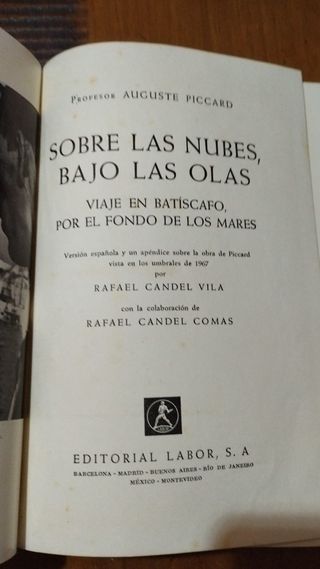 Profesor AUGUSTE PICCARD
SOBRE LAS NUBES,
BAJO LAS OLAS
VIAJE EN BATÍSCAFO,
POR EL FONDO DE LOS MARES
Versión española y un apéndice sobre la obra de Piccard
vista en los umbrales de 1967
por
RAFAEL CANDEL VILA
con la colaboración de
RAFAEL CANDEL COMAS
EDITORIAL LABOR, S. A
BARCELONA - MADRID - BUENOS AIRES - RÍO DE JANEIRO
MÉXICO - MONTEVIDEO